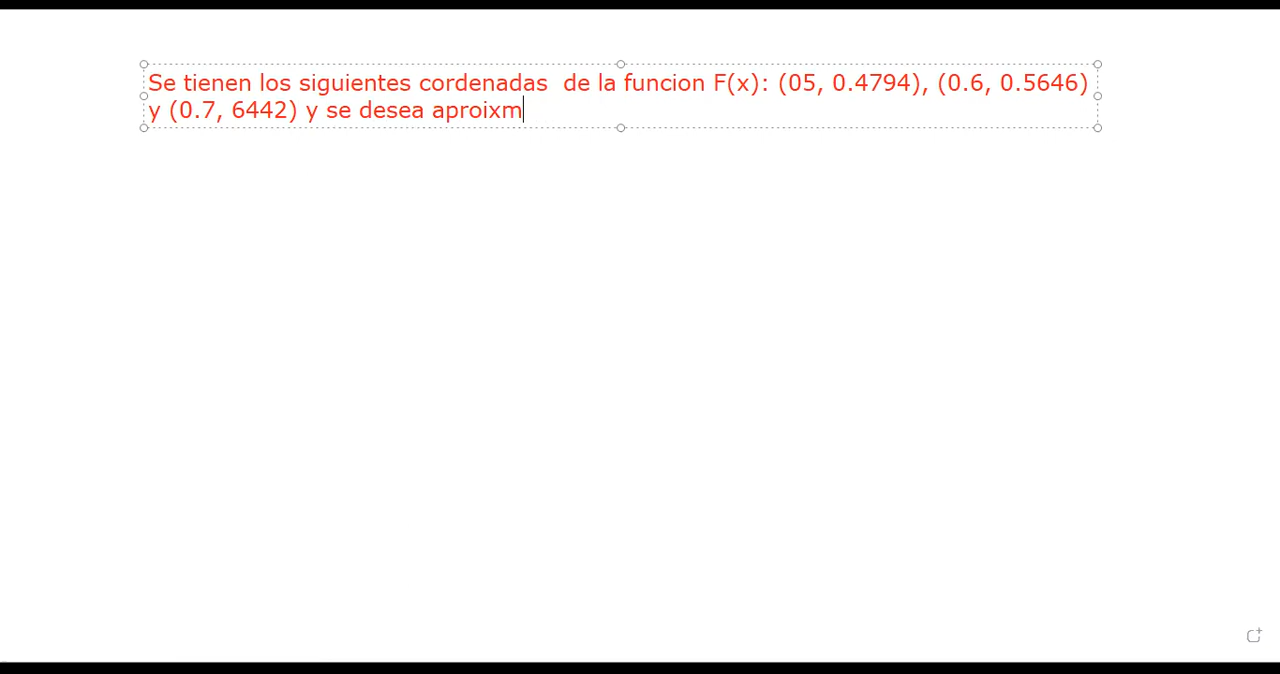 Se tienen los siguientes cordenadas  de la funcion F(x): (05, 0.4794), (0.6, 0.5646)
y (0.7, 6442) y se desea aproixm